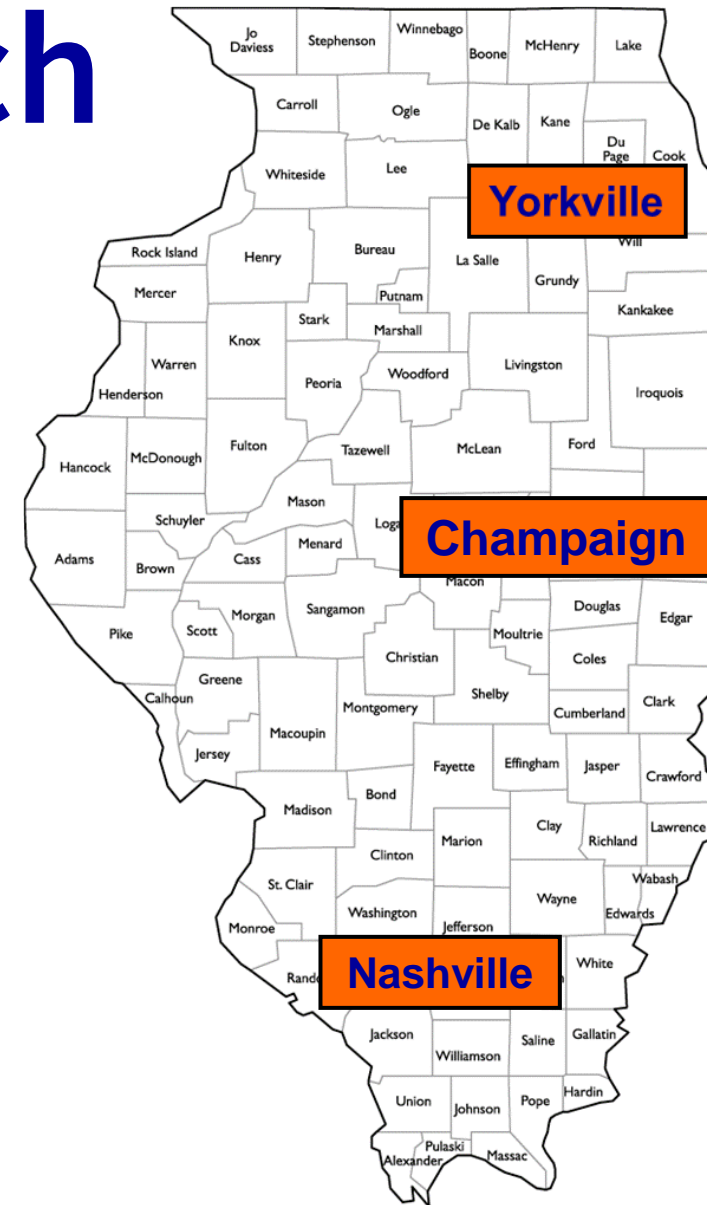 ch
Jo
Daviess
Stephenson
Winnebago
Boone
McHenry
Lake
Carroll
Ogle
De Kalb
Kane
Du
Page
Cook
Whiteside
Lee
Yorkville
Rock Island
Henry
Bureau
La Salle
Will
Grundy
Mercer
Putnam
Kankakee
Stark
Marshall
Knox
Warren
Woodford
Livingston
Peoria
Henderson
Iroquois
Hancock
McDonough
Fulton
Tazewell
McLean
Ford
Mason
Schuyler
Champaign
Menard
Adams
Brown
Cass
Macon
Sangamon
Douglas
Edgar
Pike
Scott
Morgan
Moultrie
Christian
Coles
Greene
Calhoun
Montgomery
Shelby
Cumberland
Clark
Macoupin
Jersey
Fayette
Effingham
Jasper
Crawford
Bond
Madison
Marion
Clay
Richland
Lawrence
Clinton
St. Clair
Wabash
Wayne
Washington
Edwards
Monroe
Jefferson
Nashville
White
Jackson
Williamson
Saline
Gallatin
Union
Johnson
Pope
Hardin
Pulaski
Alexander
Massac